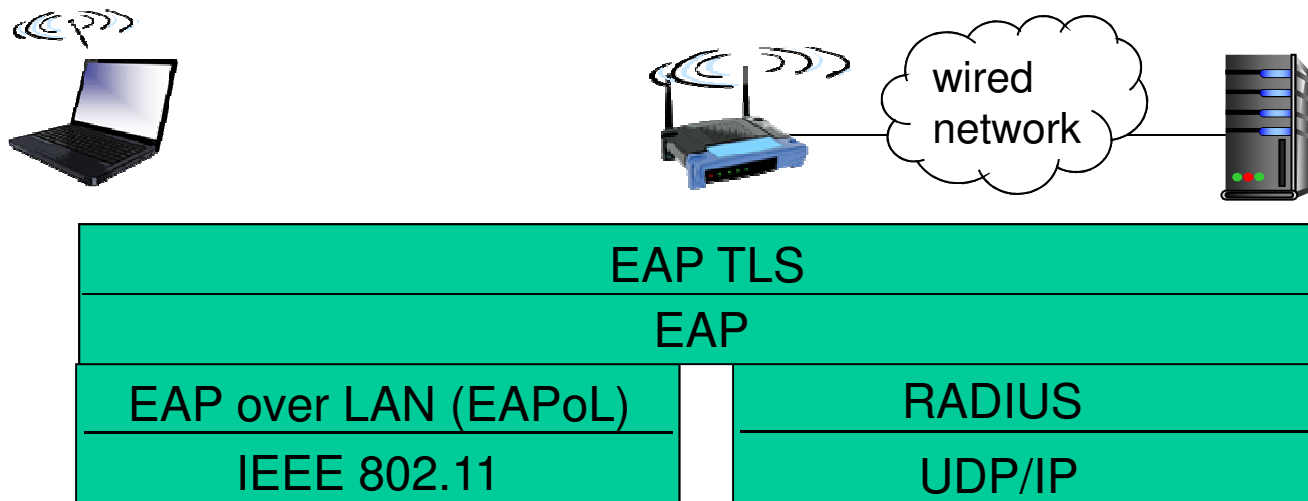 wired
network
EAP TLS
EAP
EAP over LAN (EAPoL)
RADIUS
IEEE 802.11
UDP/IP